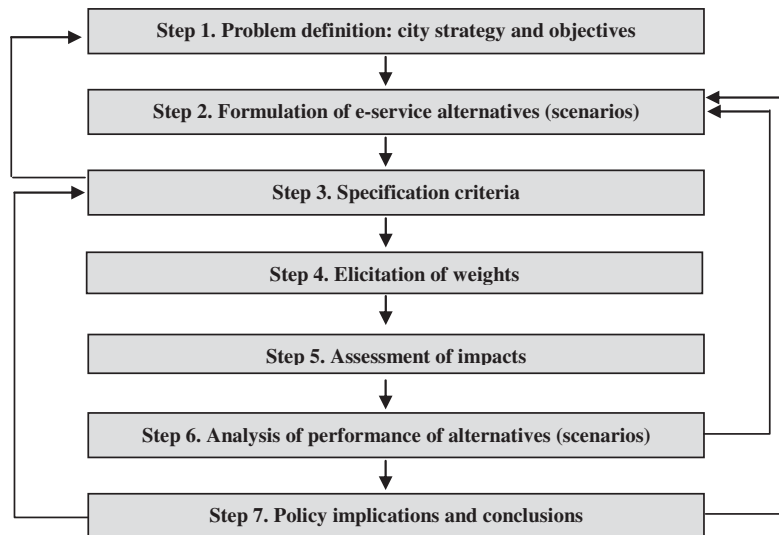 Step 1. Problem definition: city strategy and objectives
Step 2. Formulation of e-service alternatives (scenarios)
Step 3. Specification criteria
Step 4. Elicitation of weights
Step 5. Assessment of impacts
Step 6. Analysis of performance of alternatives (scenarios)
Step 7. Policy implications and conclusions